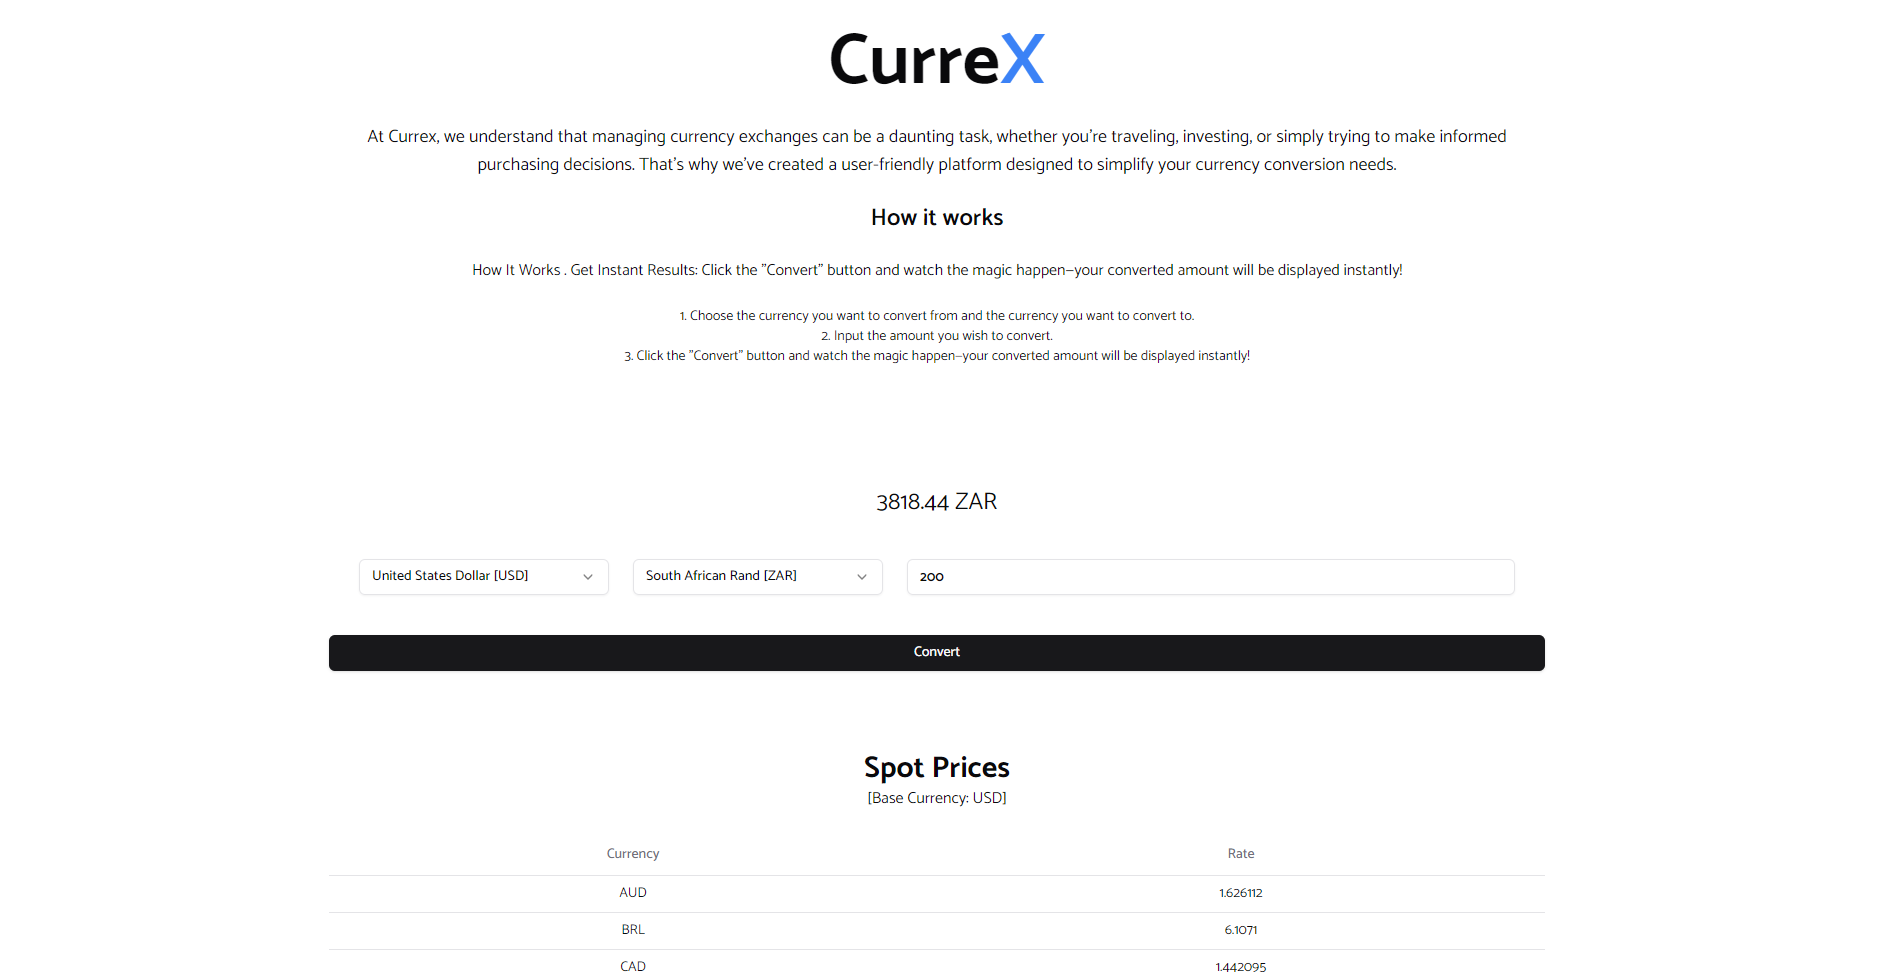 CurreX
At Currex, we understand that managing currency exchanges can be a daunting task, whether you're traveling, investing, or simply trying to make informed
purchasing decisions. That's why we've created a user-friendly platform designed to simplify your currency conversion needs.
How it works
How It Works . Get Instant Results: Click the "Convert" button and watch the magic happen—your converted amount will be displayed instantly!
1. Choose the currency you want to convert from and the currency you want to convert to.
2. Input the amount you wish to convert.
3. Click the "Convert" button and watch the magic happen—your converted amount will be displayed instantly!
3818.44 ZAR
United States Dollar [USD] South African Rand [ZAR] 200
Convert
Spot Prices
[Base Currency: USD]
Currency Rate
AUD 1.626112
BRL 6.1071
CAD 1.442095